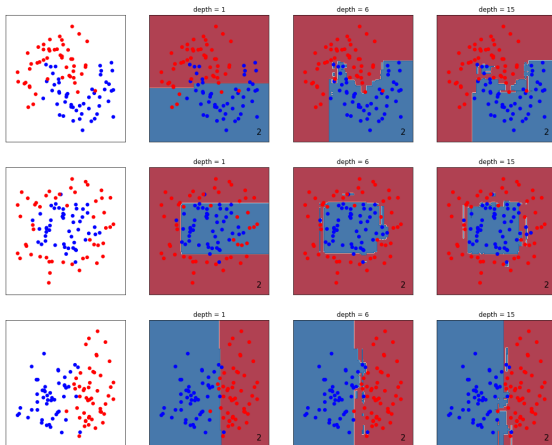 depth = 1
depth = 6
depth = 15
2
2
2
depth = 1
depth = 6
depth = 15
2
2
2
depth = 1
depth = 6
depth = 15
2
2
2